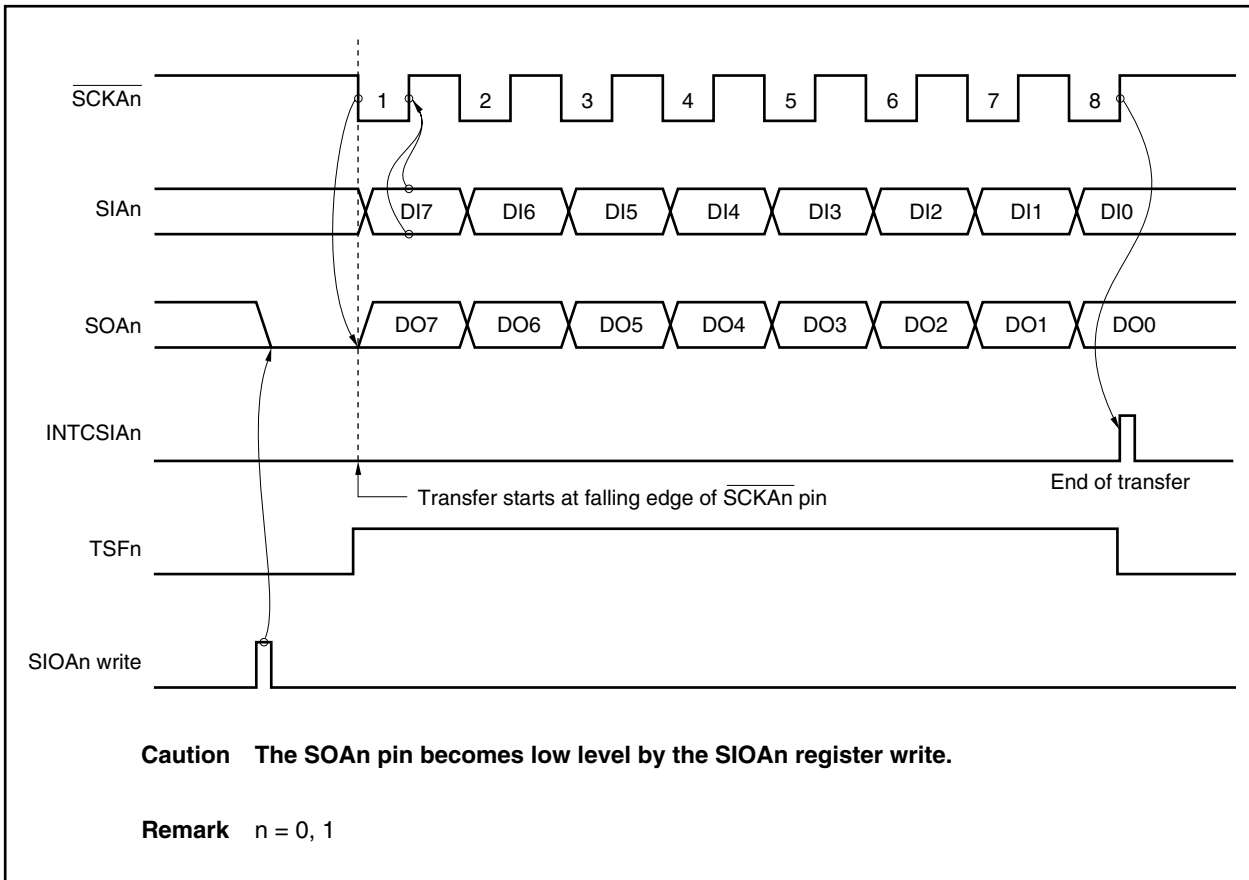 SCKAn
1 2 3 4 5 6 7 8
SIAn
DI7 DI6 DI5 DI4 DI3 DI2 DI1 DI0
SOAn
DO7 DO6 DO5 DO4 DO3 DO2 DO1 DO0
INTCSIAn
End of transfer
Transfer starts at falling edge of SCKAn pin
TSFn
SIOAn write
Caution The SOAn pin becomes low level by the SIOAn register write.
Remark n = 0, 1